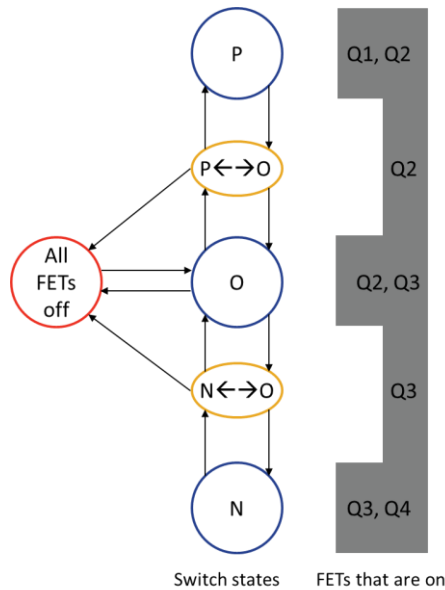 P
Q1, Q2
P←→O
Q2
All
FETs
off
O
Q2, Q3
N←→O
Q3
N
Q3, Q4
Switch states
FETs that are on